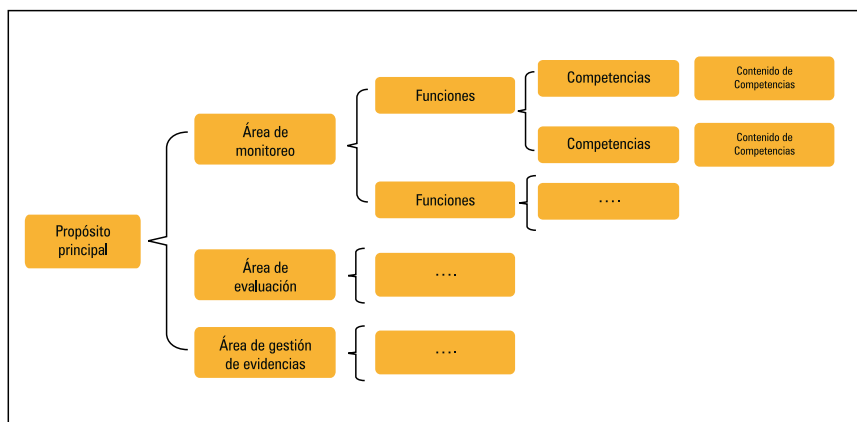 Propósito
principal
Área de
monitoreo
Funciones
Competencias
Contenido de
Competencias
Competencias
Contenido de
Competencias
Funciones
....
Área de
evaluación
....
Área de gestión
de evidencias
....